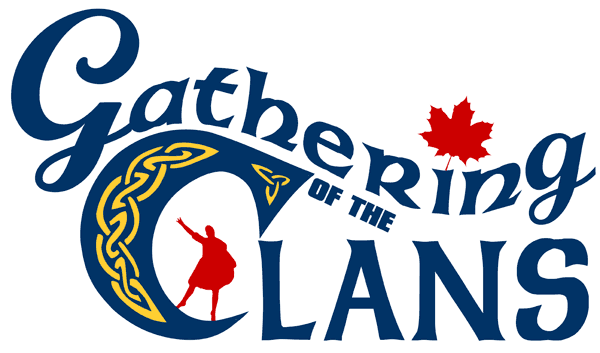 Gathering
OF THE
CLANS